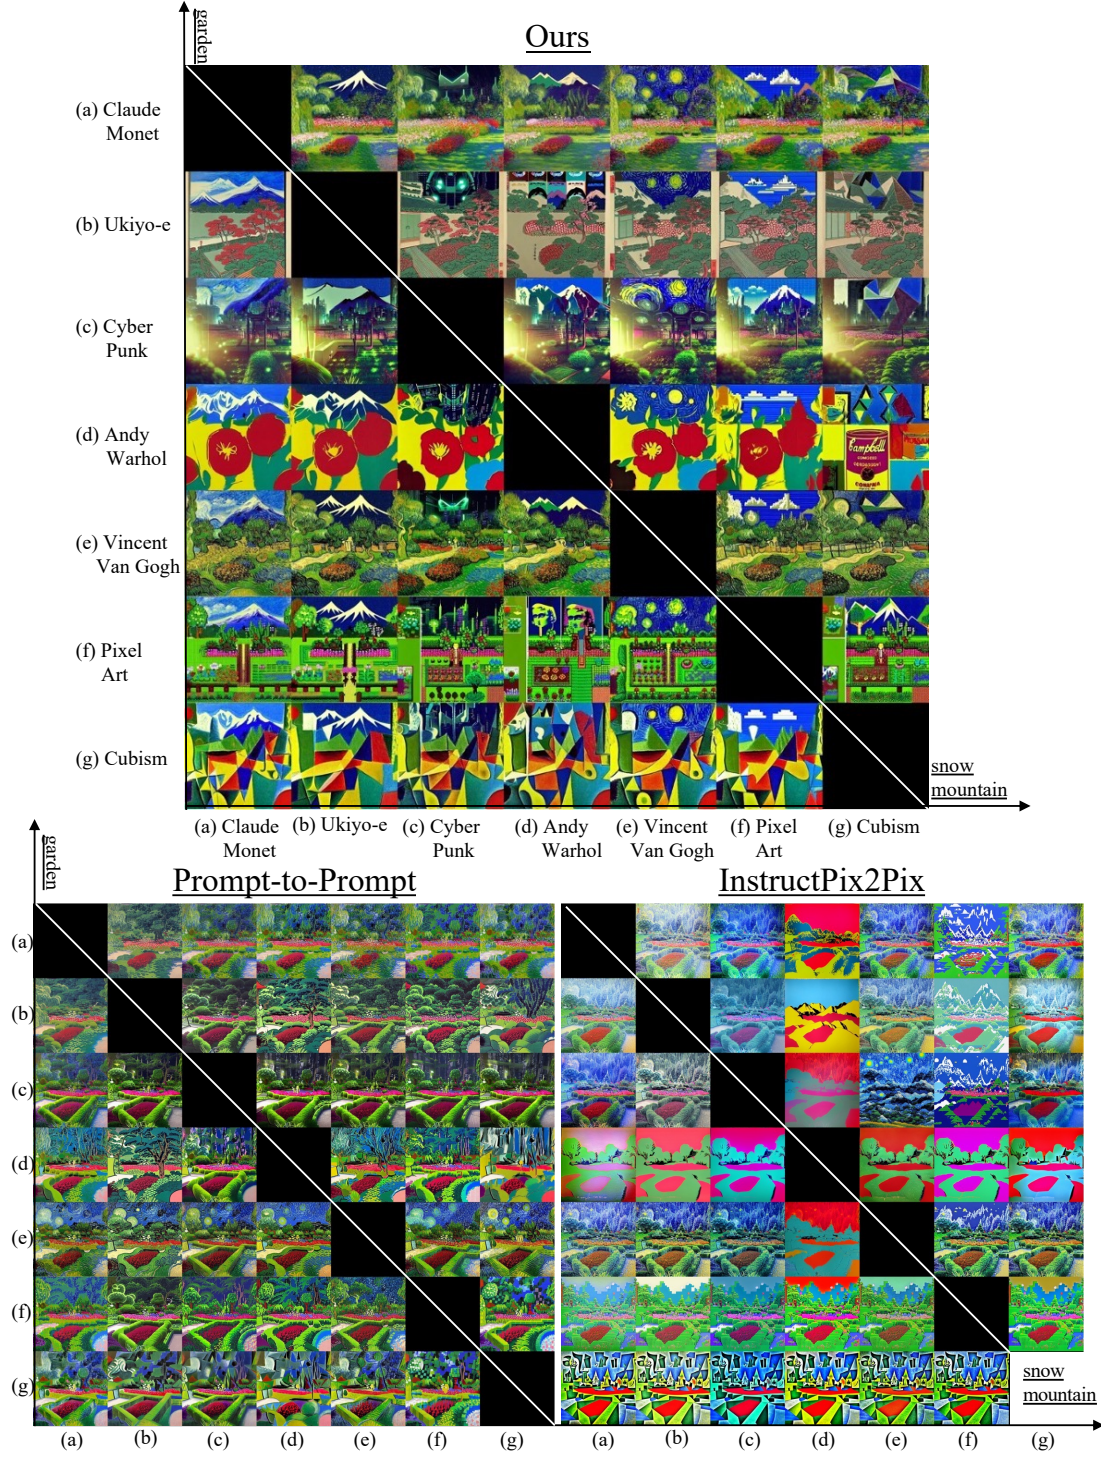 garden
Ours
(a) Claude
Monet
(b) Ukiyo-e
(c) Cyber
Punk
(d) Andy
Warhol
Campbell's
(e) Vincent
Van Gogh
(f) Pixel
Art
(g) Cubism
snow
mountain
(a) Claude
Monet
(b) Ukiyo-e
(c) Cyber
Punk
(d) Andy
Warhol
(e) Vincent
Van Gogh
(f) Pixel
Art
(g) Cubism
garden
Prompt-to-Prompt
InstructPix2Pix
(a)
(b)
(c)
(d)
(e)
(f)
(g)
snow
mountain
(a)
(b)
(c)
(d)
(e)
(f)
(g)
(a)
(b)
(c)
(d)
(e)
(f)
(g)